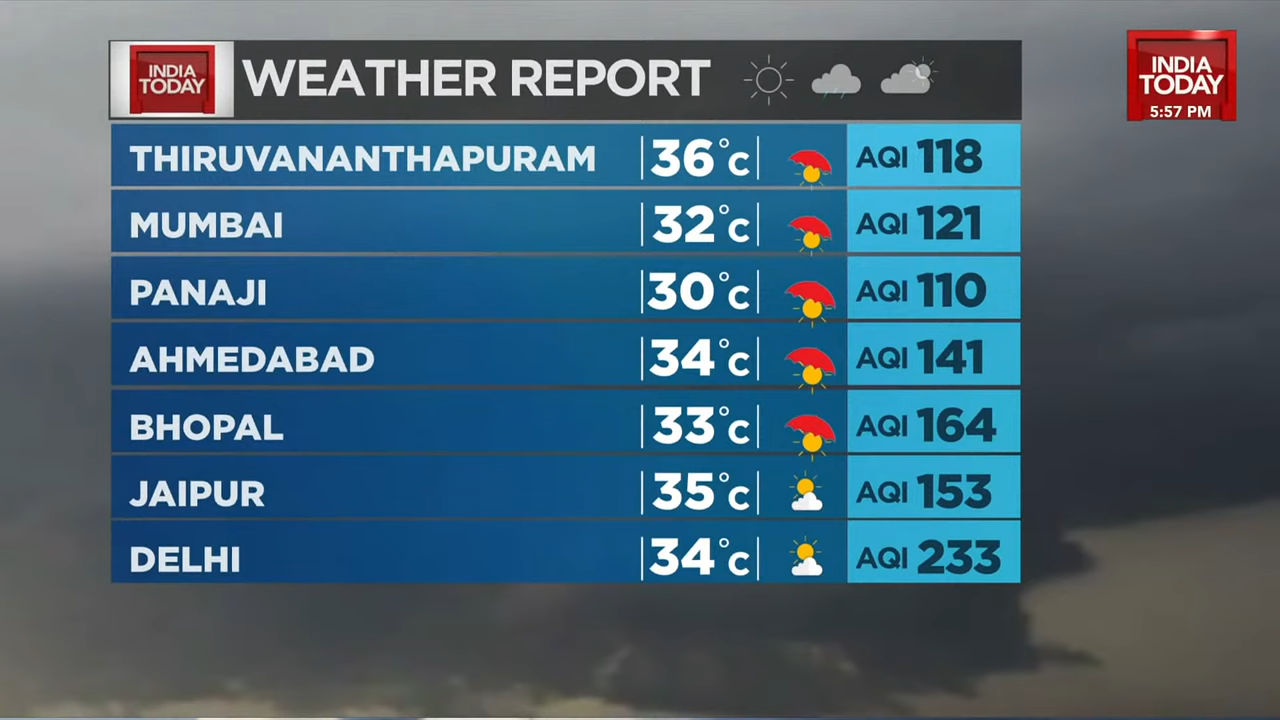 INDIA
TODAY
WEATHER REPORT
INDIA
TODAY
5:57 PM
THIRUVANANTHAPURAM 36°C AQI 118
MUMBAI 32°C AQI 121
PANAJI 30°C AQI 110
AHMEDABAD 34°C AQI 141
BHOPAL 33°C AQI 164
JAIPUR 35°C AQI 153
DELHI 34°C AQI 233